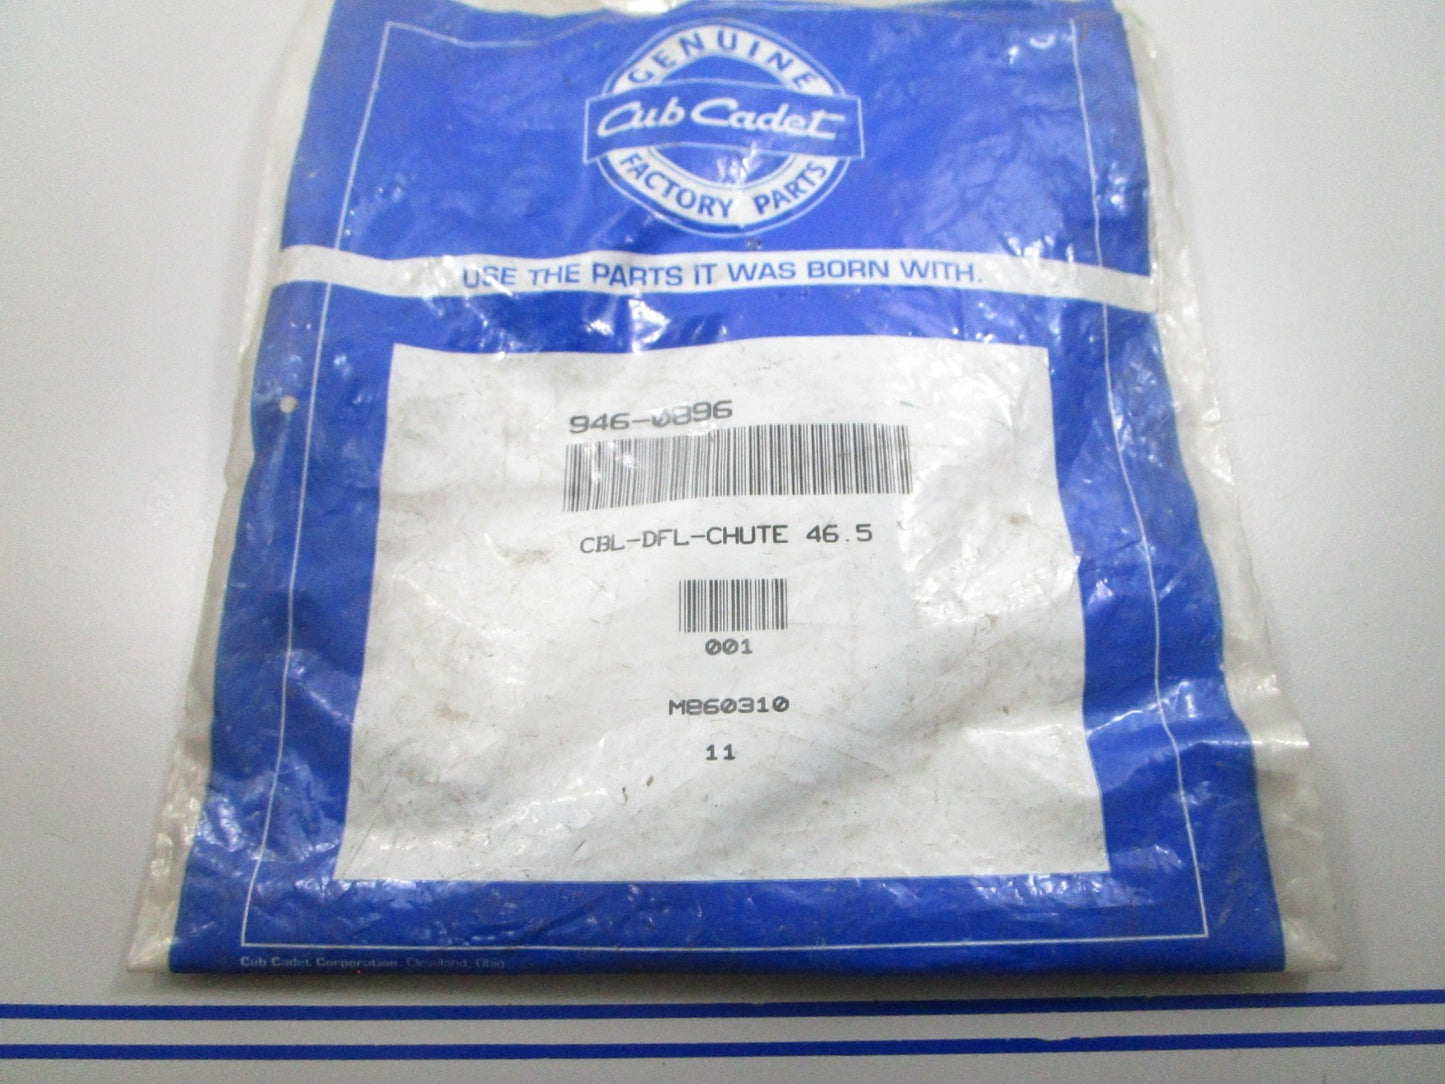 GENUINE
Cub Cadet
FACTORY PARTS
USE THE PARTS IT WAS BORN WITH.
946-0896
CBL-DFL-CHUTE 46.5
001
M860310
11
Cub Cadet Corporation, Cleveland, Ohio